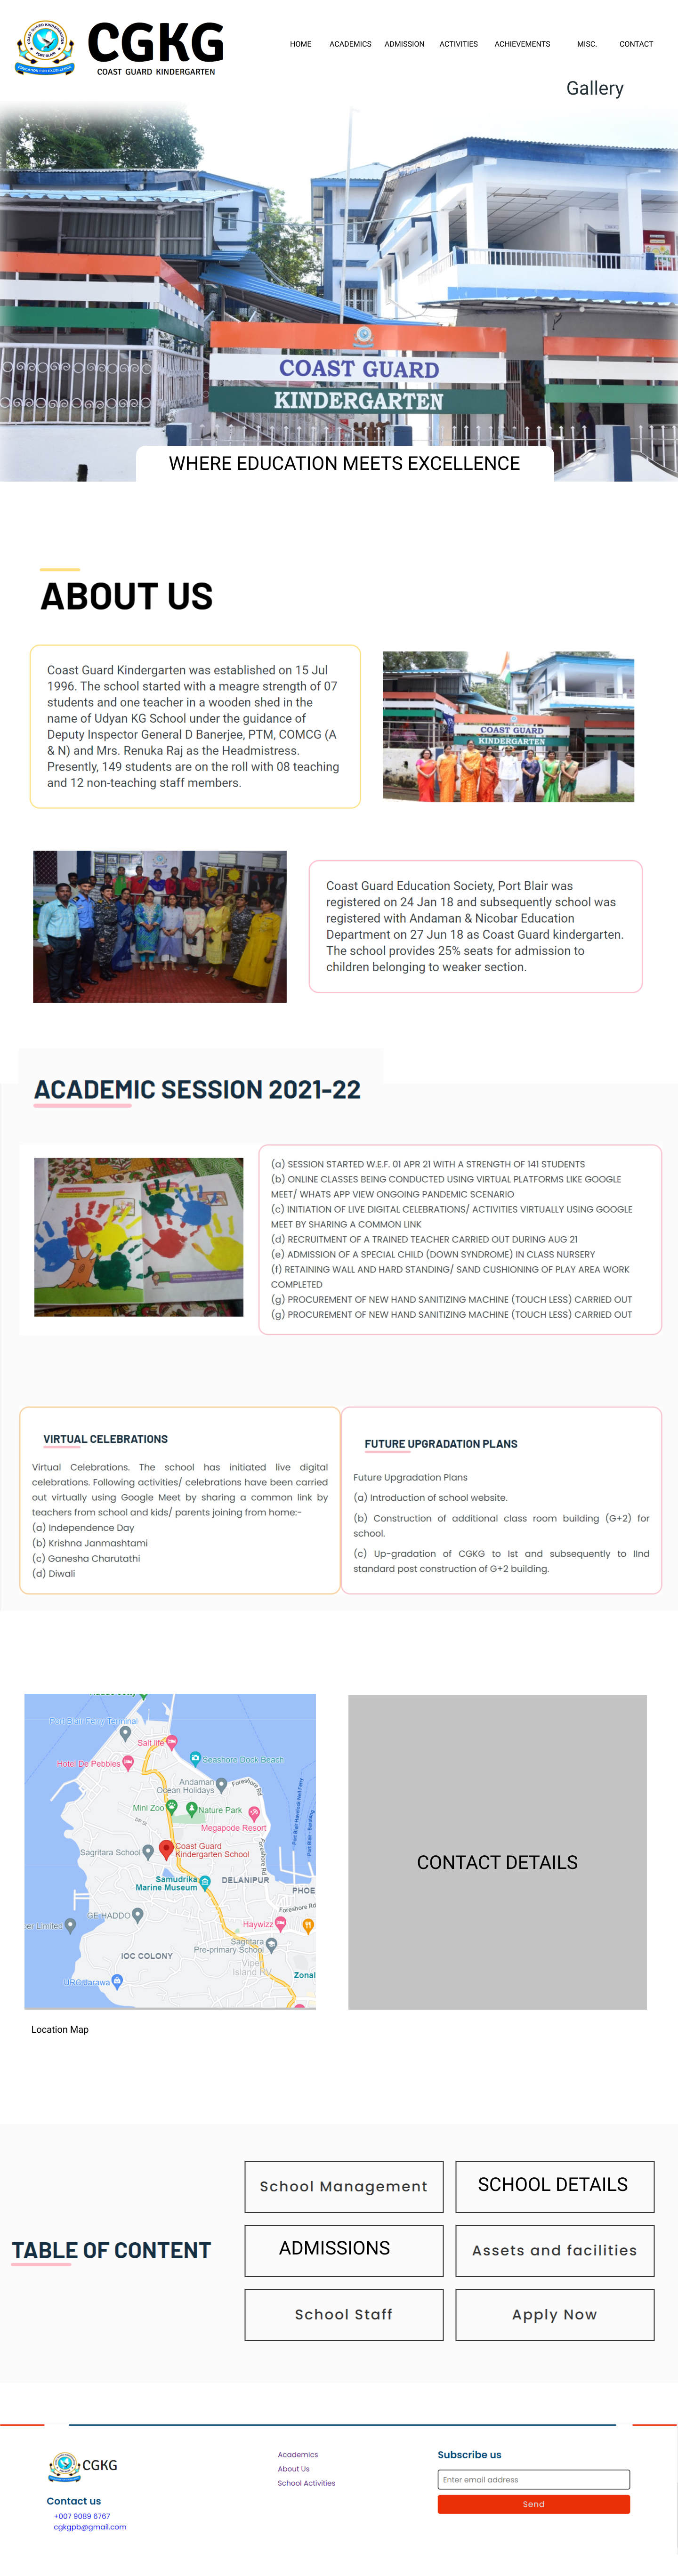 CGKG
COAST GUARD KINDERGARTEN
EDUCATION FOR EXCELLENCE
HOME ACADEMICS ADMISSION ACTIVITIES ACHIEVEMENTS MISC. CONTACT
Gallery
COAST GUARD
KINDERGARTEN
WHERE EDUCATION MEETS EXCELLENCE
ABOUT US
Coast Guard Kindergarten was established on 15 Jul
1996. The school started with a meagre strength of 07
students and one teacher in a wooden shed in the
name of Udyan KG School under the guidance of
Deputy Inspector General D Banerjee, PTM, COMCG (A
& N) and Mrs. Renuka Raj as the Headmistress.
Presently, 149 students are on the roll with 08 teaching
and 12 non-teaching staff members.
COAST GUARD
KINDERGARTEN
Coast Guard Education Society, Port Blair was
registered on 24 Jan 18 and subsequently school was
registered with Andaman & Nicobar Education
Department on 27 Jun 18 as Coast Guard kindergarten.
The school provides 25% seats for admission to
children belonging to weaker section.
ACADEMIC SESSION 2021-22
(a) SESSION STARTED W.E.F. 01 APR 21 WITH A STRENGTH OF 141 STUDENTS
(b) ONLINE CLASSES BEING CONDUCTED USING VIRTUAL PLATFORMS LIKE GOOGLE
MEET/ WHATS APP VIEW ONGOING PANDEMIC SCENARIO
(c) INITIATION OF LIVE DIGITAL CELEBRATIONS/ ACTIVITIES VIRTUALLY USING GOOGLE
MEET BY SHARING A COMMON LINK
(d) RECRUITMENT OF A TRAINED TEACHER CARRIED OUT DURING AUG 21
(e) ADMISSION OF A SPECIAL CHILD (DOWN SYNDROME) IN CLASS NURSERY
(f) RETAINING WALL AND HARD STANDING/ SAND CUSHIONING OF PLAY AREA WORK
COMPLETED
(g) PROCUREMENT OF NEW HAND SANITIZING MACHINE (TOUCH LESS) CARRIED OUT
(g) PROCUREMENT OF NEW HAND SANITIZING MACHINE (TOUCH LESS) CARRIED OUT
VIRTUAL CELEBRATIONS
Virtual Celebrations. The school has initiated live digital
celebrations. Following activities/ celebrations have been carried
out virtually using Google Meet by sharing a common link by
teachers from school and kids/ parents joining from home:-
(a) Independence Day
(b) Krishna Janmashtami
(c) Ganesha Charutathi
(d) Diwali
FUTURE UPGRADATION PLANS
Future Upgradation Plans
(a) Introduction of school website.
(b) Construction of additional class room building (G+2) for
school.
(c) Up-gradation of CGKG to Ist and subsequently to IInd
standard post construction of G+2 building.
Port Blair Ferry Terminal
Salt life
Hotel De Pebbles
Seashore Dock Beach
Andaman
Ocean Holidays
Foreshore Rd
Mini Zoo
Nature Park
Megapode Resort
Sagritara School
Coast Guard
Kindergarten School
Foreshore Rd
Samudrika
Marine Museum
DELANIPUR
PHOE
Foreshore Rd
GE HADDO
Haywizz
Sagritara
Pre-primary School
IOC COLONY
Vipe
Island RV
Zonal
URC Jarawa
CONTACT DETAILS
Location Map
TABLE OF CONTENT
School Management
SCHOOL DETAILS
ADMISSIONS
Assets and facilities
School Staff
Apply Now
CGKG
Contact us
+007 9089 6767
cgkgpb@gmail.com
Academics
About Us
School Activities
Subscribe us
Enter email address
Send